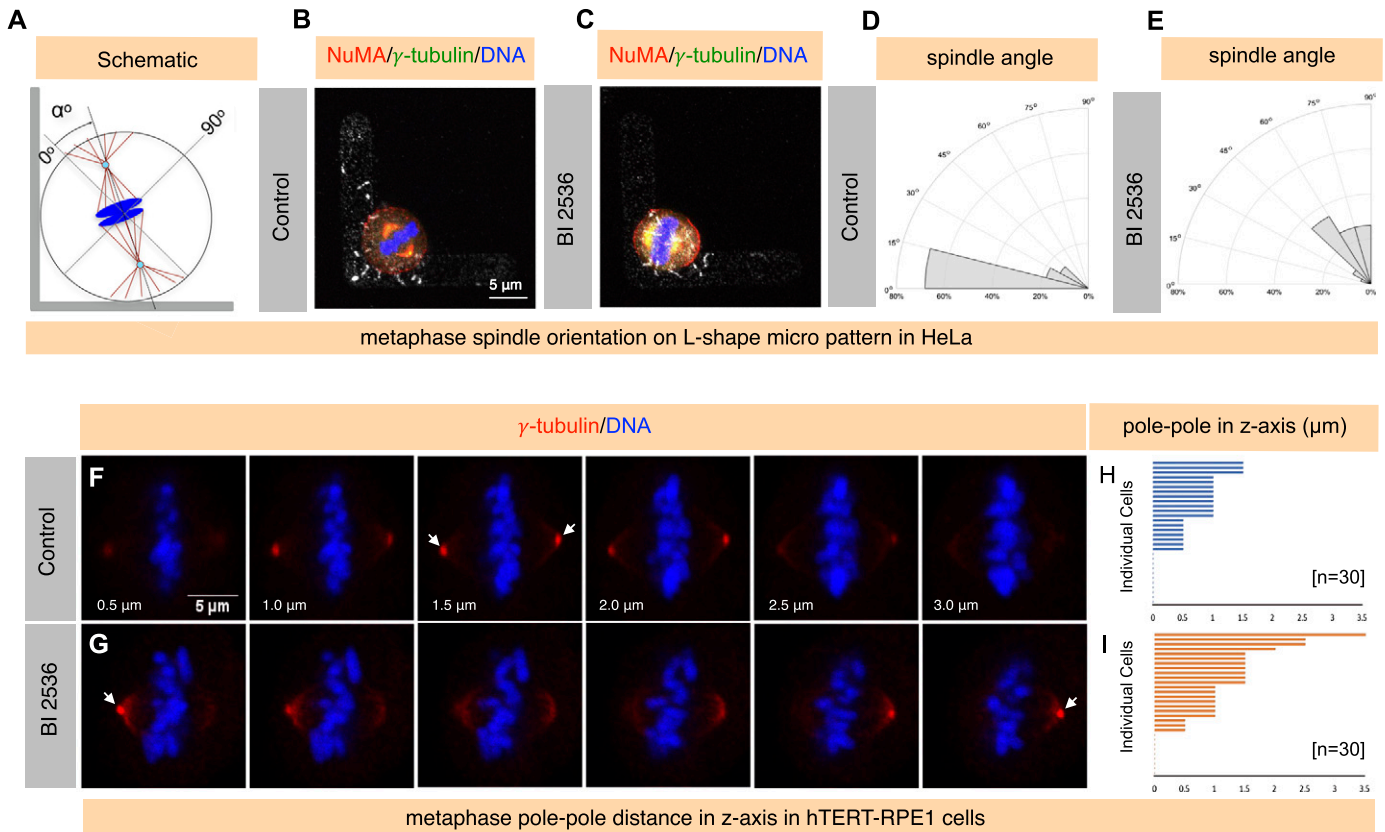 A
Schematic
α°
0°
90°
B
NuMA/γ-tubulin/DNA
Control
5 µm
C
NuMA/γ-tubulin/DNA
BI 2536
D
spindle angle
Control
90°
75°
60°
45°
30°
15°
0°
80%
60%
40%
20%
0%
E
spindle angle
BI 2536
90°
75°
60°
45°
30°
15°
0°
80%
60%
40%
20%
0%
metaphase spindle orientation on L-shape micro pattern in HeLa
γ-tubulin/DNA
pole-pole in z-axis (µm)
Control
F
0.5 µm
5 µm
1.0 µm
1.5 µm
2.0 µm
2.5 µm
3.0 µm
H
Individual Cells
[n=30]
0 0.5 1 1.5 2 2.5 3 3.5
BI 2536
G
I
Individual Cells
[n=30]
0 0.5 1 1.5 2 2.5 3 3.5
metaphase pole-pole distance in z-axis in hTERT-RPE1 cells